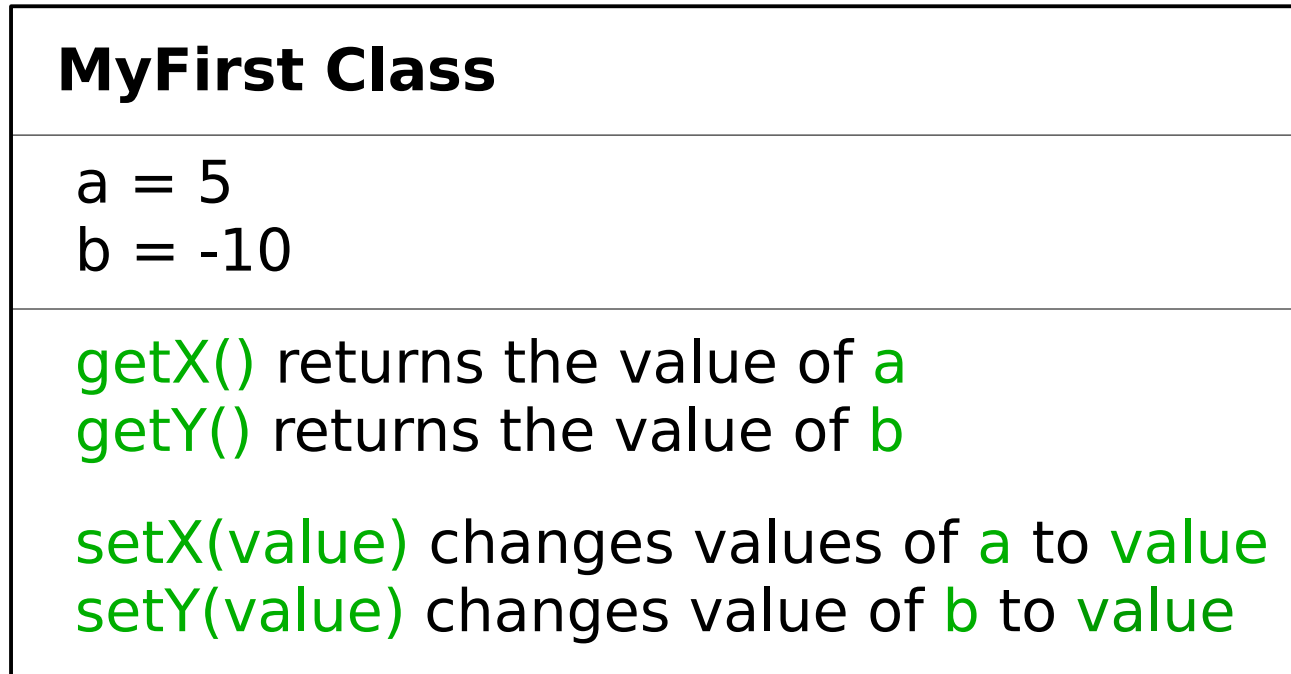 MyFirst Class
a = 5
b = -10
getX() returns the value of a
getY() returns the value of b
setX(value) changes values of a to value
setY(value) changes value of b to value